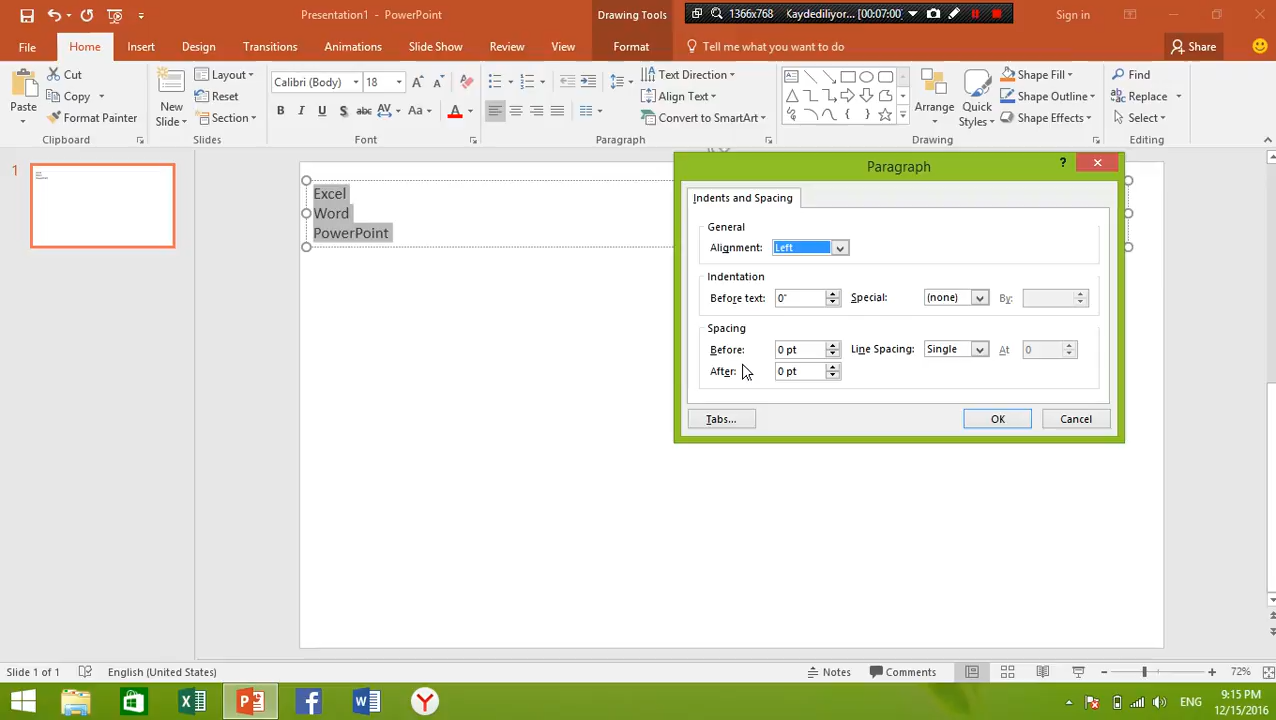 Presentation1 - PowerPoint
Drawing Tools
1366x768 Kaydediliyor... [00:07:00]
Sign in
File Home Insert Design Transitions Animations Slide Show Review View Format Tell me what you want to do Share
Paste
Cut
Copy
Format Painter
Clipboard
New Slide
Layout
Reset
Section
Slides
Calibri (Body) 18
B I U S abc AV Aa A
Font
Text Direction
Align Text
Convert to SmartArt
Paragraph
Arrange
Quick Styles
Shape Fill
Shape Outline
Shape Effects
Drawing
Find
Replace
Select
Editing
1
Excel
Word
PowerPoint
Paragraph
?
Indents and Spacing
General
Alignment: Left
Indentation
Before text: 0" Special: (none) By:
Spacing
Before: 0 pt Line Spacing: Single At 0
After: 0 pt
Tabs... OK Cancel
Slide 1 of 1 English (United States) Notes Comments 72%
ENG
9:15 PM
12/15/2016